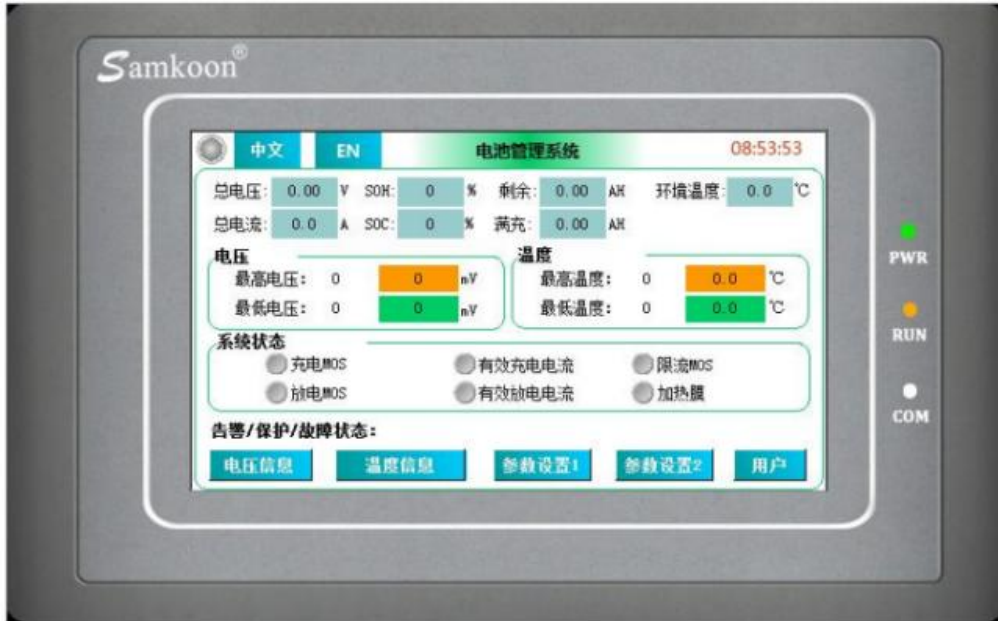 Samkoon®
中文 EN 电池管理系统 08:53:53
总电压: 0.00 V SOH: 0 % 剩余: 0.00 AH 环境温度: 0.0 ℃
总电流: 0.0 A SOC: 0 % 满充: 0.00 AH
电压 温度
最高电压: 0 0 mV 最高温度: 0 0.0 ℃
最低电压: 0 0 mV 最低温度: 0 0.0 ℃
系统状态
充电MOS 有效充电电流 限流MOS
放电MOS 有效放电电流 加热膜
告警/保护/故障状态:
电压信息 温度信息 参数设置1 参数设置2 用户
PWR
RUN
COM